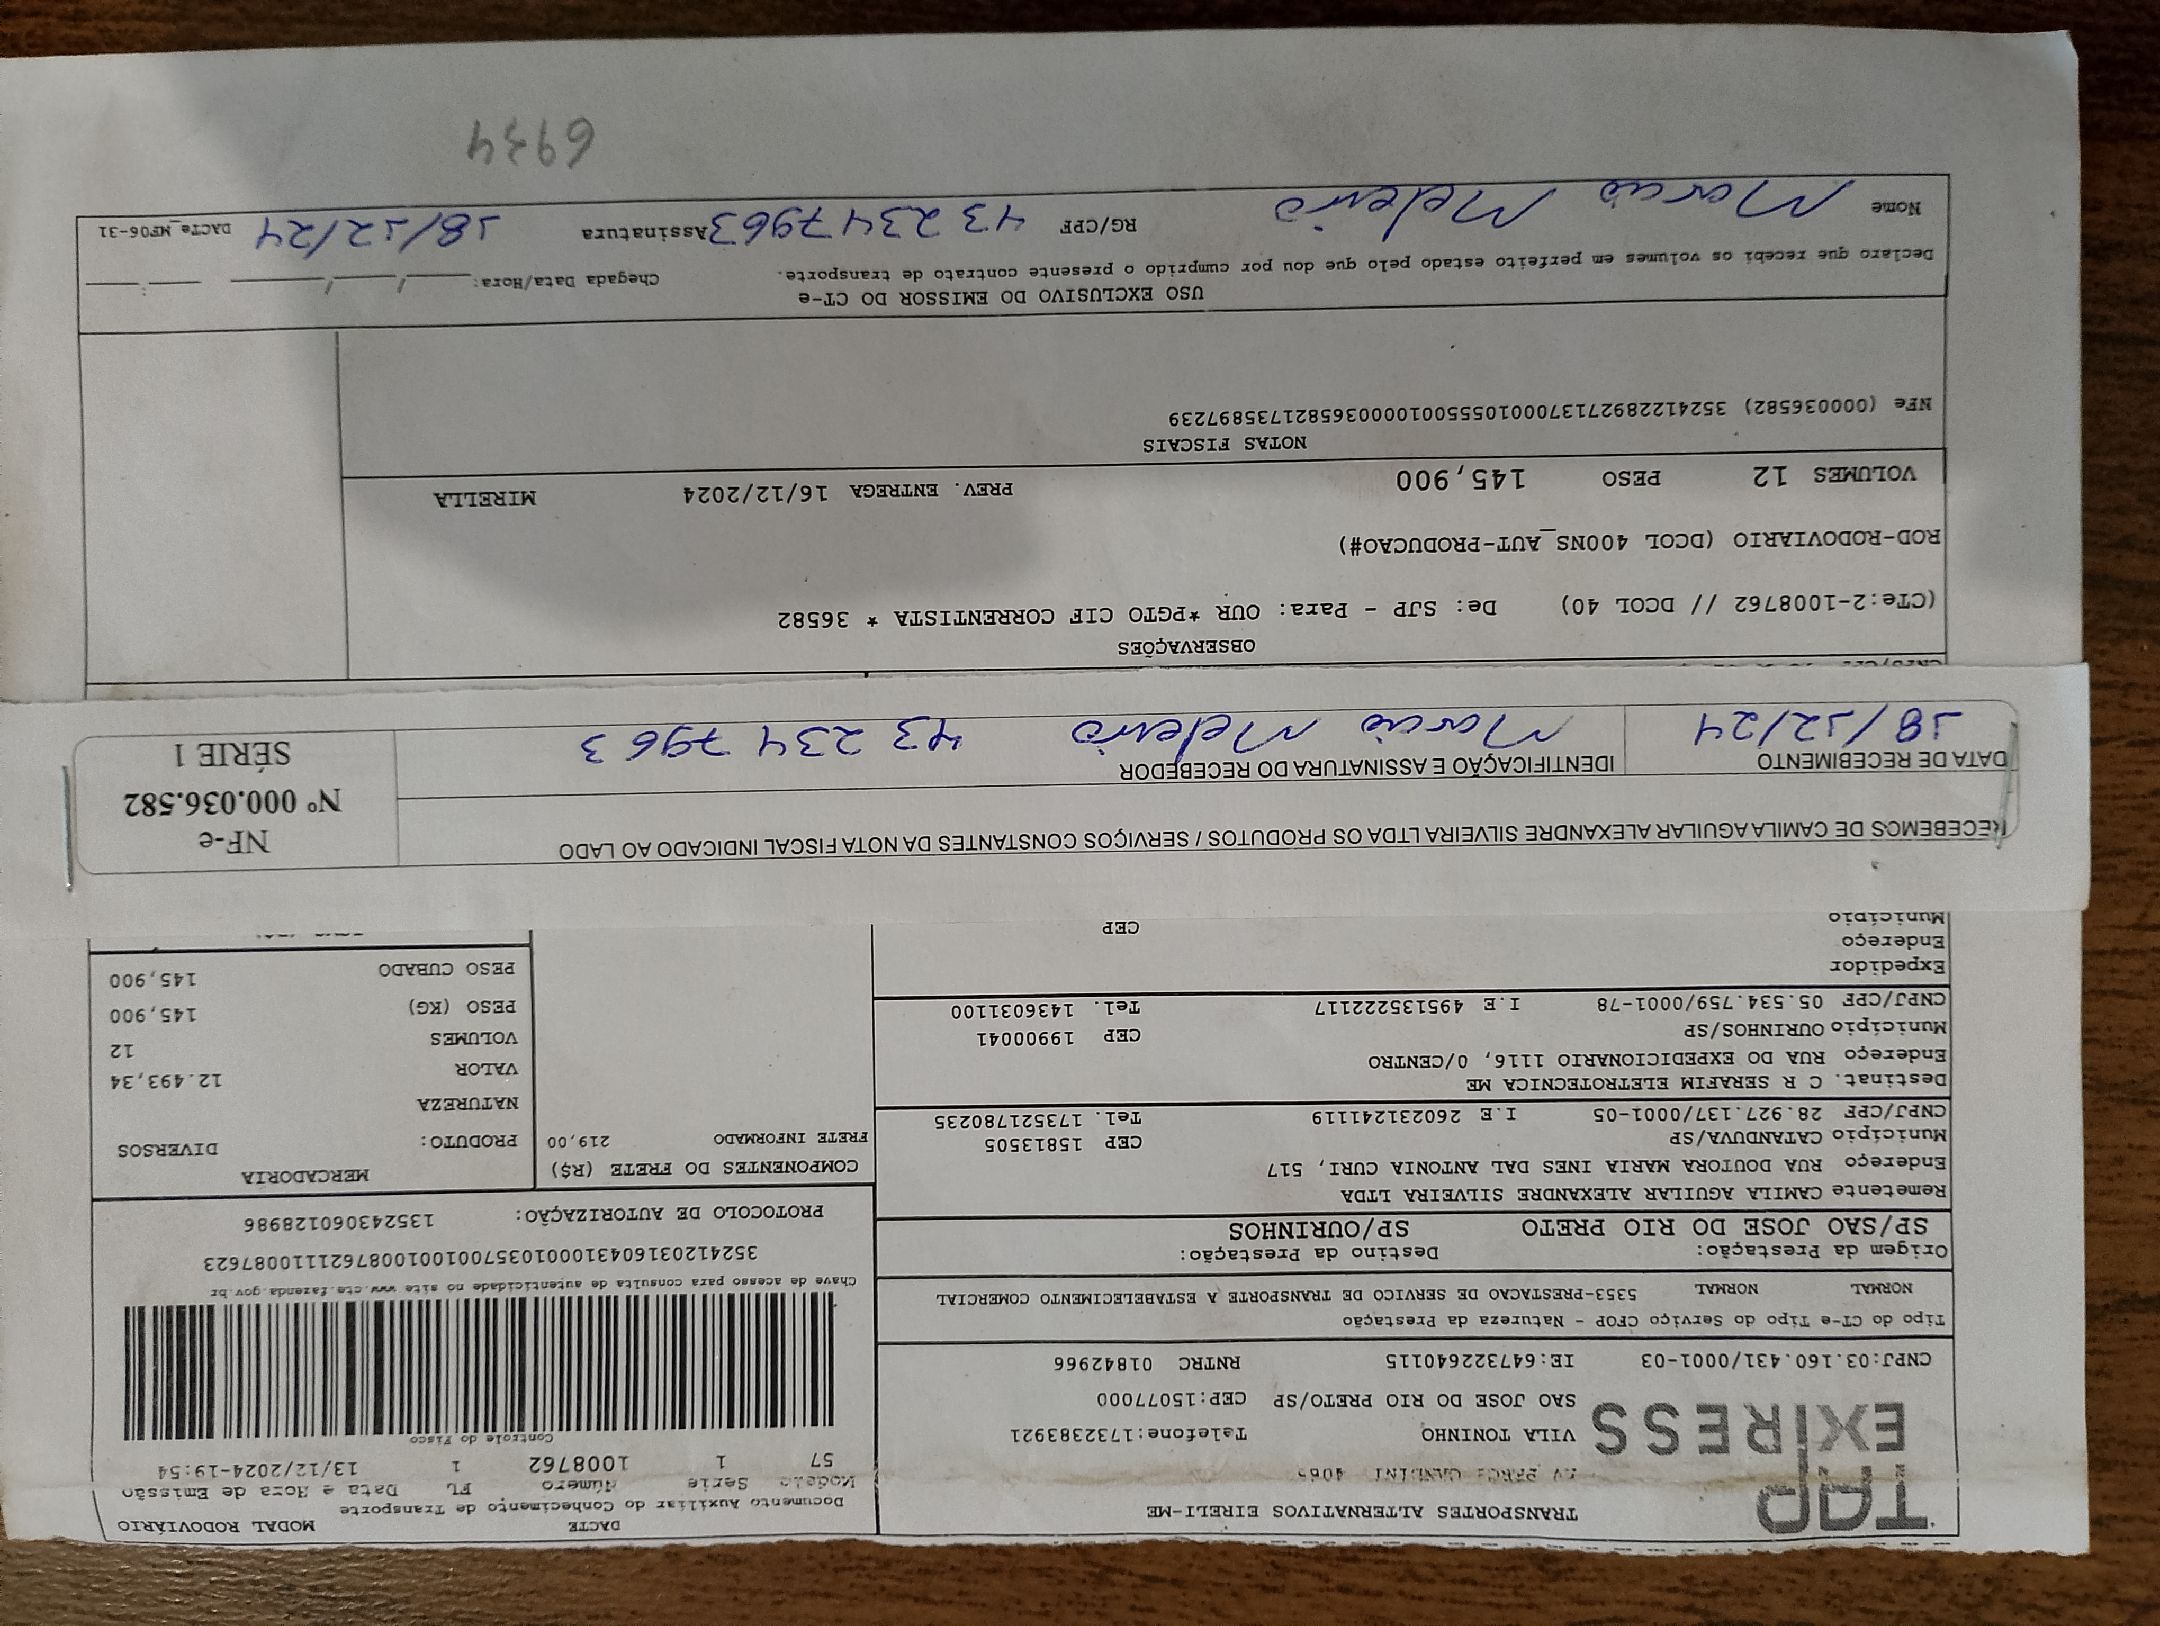 TAP
EXPRESS
TRANSPORTES ALTERNATIVOS EIRELI-ME
4065
VILA TONINHO Telefone:1732383921
SAO JOSE DO RIO PRETO/SP CEP:15077000
CNPJ:03.160.431/0001-03 IE:647322640115 RNTRC 01842966
DACTE MODAL RODOVIÁRIO
Documento Auxiliar do Conhecimento de Transporte
Modelo Serie Número FL Data e Hora de Emissão
57 1 1008762 1 13/12/2024-19:54
Controle do Fisco
Chave de acesso para consulta de autenticidade no site www.cte.fazenda.gov.br
35241203160431000103570010010087621110087623
PROTOCOLO DE AUTORIZAÇÃO: 135243060128986
Tipo do CT-e Tipo do Serviço CFOP - Natureza da Prestação
NORMAL NORMAL 5353-PRESTACAO DE SERVICO DE TRANSPORTE A ESTABELECIMENTO COMERCIAL
Origem da Prestação: Destino da Prestação:
SP/SAO JOSE DO RIO PRETO SP/OURINHOS
Remetente CAMILA AGUILAR ALEXANDRE SILVEIRA LTDA
Endereço RUA DOUTORA MARIA INES DAL ANTONIA CURI, 517
Município CATANDUVA/SP CEP 15813505
CNPJ/CPF 28.927.137/0001-05 I.E 260231241119 Tel. 173521780235
Destinat. C R SERAFIM ELETROTECNICA ME
Endereço RUA DO EXPEDICIONARIO 1116, 0/CENTRO
Município OURINHOS/SP CEP 19900041
CNPJ/CPF 05.534.759/0001-78 I.E 495135222117 Tel. 1436031100
Expedidor
Endereço
Município CEP
COMPONENTES DO FRETE (R$)
FRETE INFORMADO 219,00
MERCADORIA
PRODUTO: DIVERSOS
NATUREZA
VALOR 12.493,34
VOLUMES 12
PESO (KG) 145,900
PESO CUBADO 145,900
RECEBEMOS DE CAMILA AGUILAR ALEXANDRE SILVEIRA LTDA OS PRODUTOS / SERVIÇOS CONSTANTES DA NOTA FISCAL INDICADO AO LADO
DATA DE RECEBIMENTO IDENTIFICAÇÃO E ASSINATURA DO RECEBEDOR
18/12/24 Marcio Meleiro 43 234 7963
NF-e
Nº 000.036.582
SÉRIE 1
OBSERVAÇÕES
(CTe:2-1008762 // DCOL 40) De: SJP - Para: OUR *PGTO CIF CORRENTISTA * 36582
ROD-RODOVIARIO (DCOL 400NS_AUT-PRODUCAO#)
VOLUMES 12 PESO 145,900 PREV. ENTREGA 16/12/2024 MIRELLA
NOTAS FISCAIS
NFe (000036582) 35241228927137000105550010000365821735897239
USO EXCLUSIVO DO EMISSOR DO CT-e
Declaro que recebi os volumes em perfeito estado pelo que dou por cumprido o presente contrato de transporte. Chegada Data/Hora: ____/____/____ ____:____
Nome Marcio Meleiro RG/CPF 43 234 7963 Assinatura 18/12/24 DACTe_MF06-31
6934